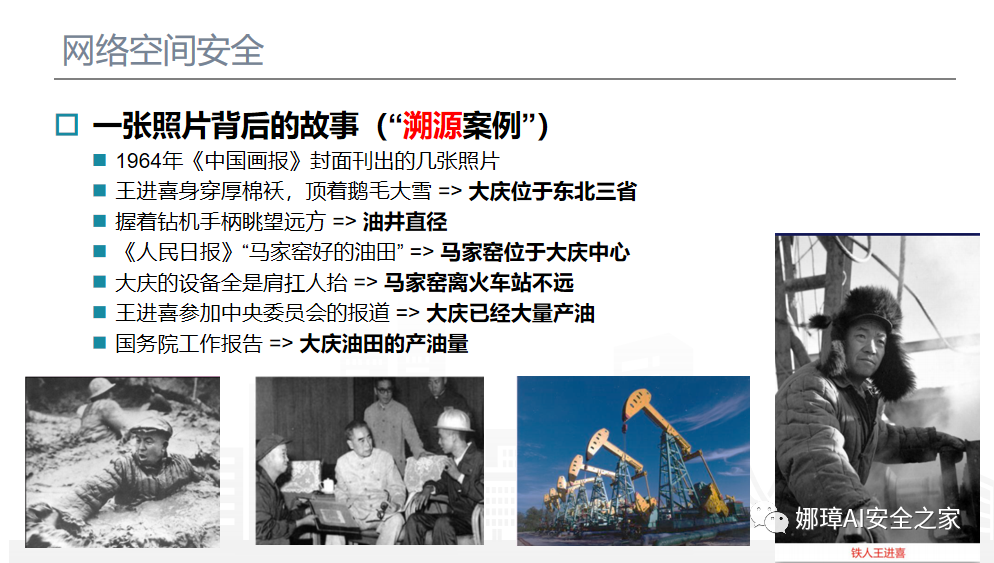 网络空间安全
一张照片背后的故事（“溯源案例”）
1964年《中国画报》封面刊出的几张照片
王进喜身穿厚棉袄，顶着鹅毛大雪 => 大庆位于东北三省
握着钻机手柄眺望远方 => 油井直径
《人民日报》“马家窑好的油田” => 马家窑位于大庆中心
大庆的设备全是肩扛人抬 => 马家窑离火车站不远
王进喜参加中央委员会的报道 => 大庆已经大量产油
国务院工作报告 => 大庆油田的产油量
娜璋AI安全之家
铁人王进喜